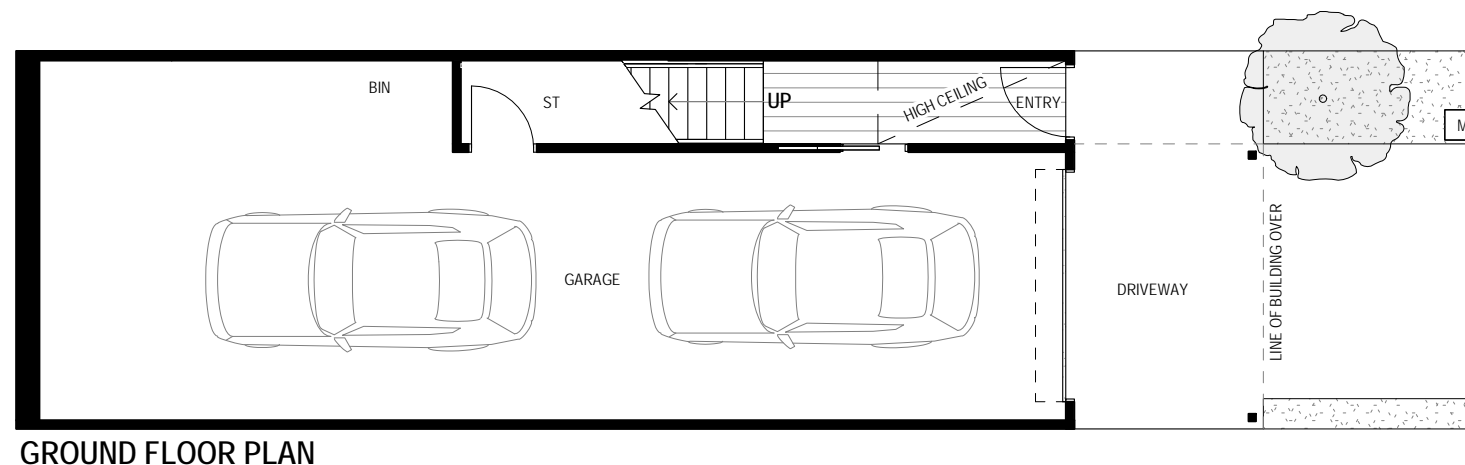 BIN
ST
UP
HIGH CEILING
ENTRY
M
GARAGE
DRIVEWAY
LINE OF BUILDING OVER
GROUND FLOOR PLAN